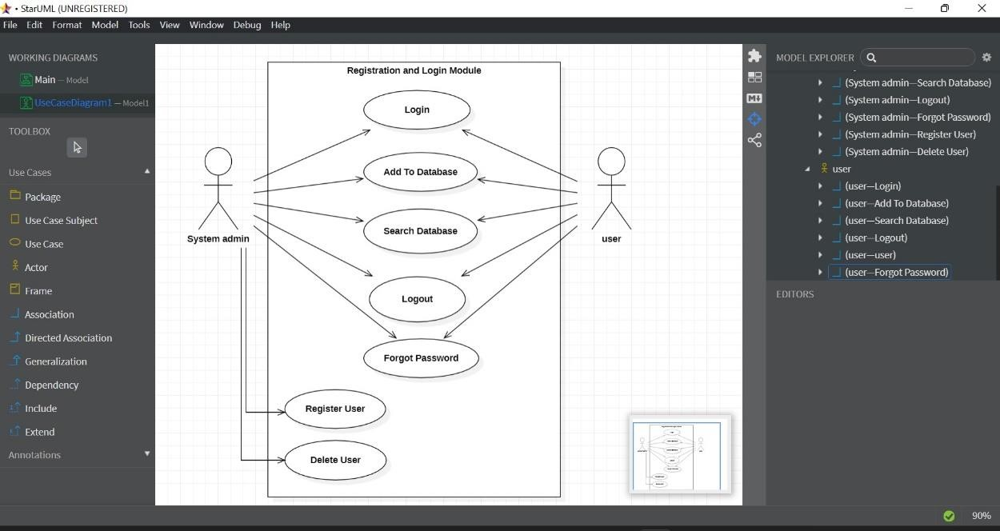 • StarUML (UNREGISTERED)
File Edit Format Model Tools View Window Debug Help
WORKING DIAGRAMS
Main — Model
UseCaseDiagram1 — Model1
TOOLBOX
Use Cases
Package
Use Case Subject
Use Case
Actor
Frame
Association
Directed Association
Generalization
Dependency
Include
Extend
Annotations
Registration and Login Module
Login
Add To Database
Search Database
System admin
user
Logout
Forgot Password
Register User
Delete User
M↓
MODEL EXPLORER
(System admin—Search Database)
(System admin—Logout)
(System admin—Forgot Password)
(System admin—Register User)
(System admin—Delete User)
user
(user—Login)
(user—Add To Database)
(user—Search Database)
(user—Logout)
(user—user)
(user—Forgot Password)
EDITORS
90%